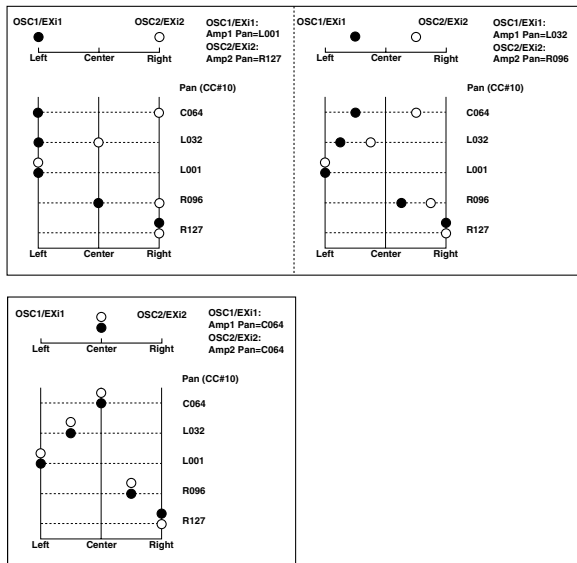 OSC1/EXi1 OSC2/EXi2
Left Center Right
OSC1/EXi1:
Amp1 Pan=L001
OSC2/EXi2:
Amp2 Pan=R127
Pan (CC#10)
C064
L032
L001
R096
R127
Left Center Right
OSC1/EXi1 OSC2/EXi2
Left Center Right
OSC1/EXi1:
Amp1 Pan=L032
OSC2/EXi2:
Amp2 Pan=R096
Pan (CC#10)
C064
L032
L001
R096
R127
Left Center Right
OSC1/EXi1 OSC2/EXi2
Left Center Right
OSC1/EXi1:
Amp1 Pan=C064
OSC2/EXi2:
Amp2 Pan=C064
Pan (CC#10)
C064
L032
L001
R096
R127
Left Center Right